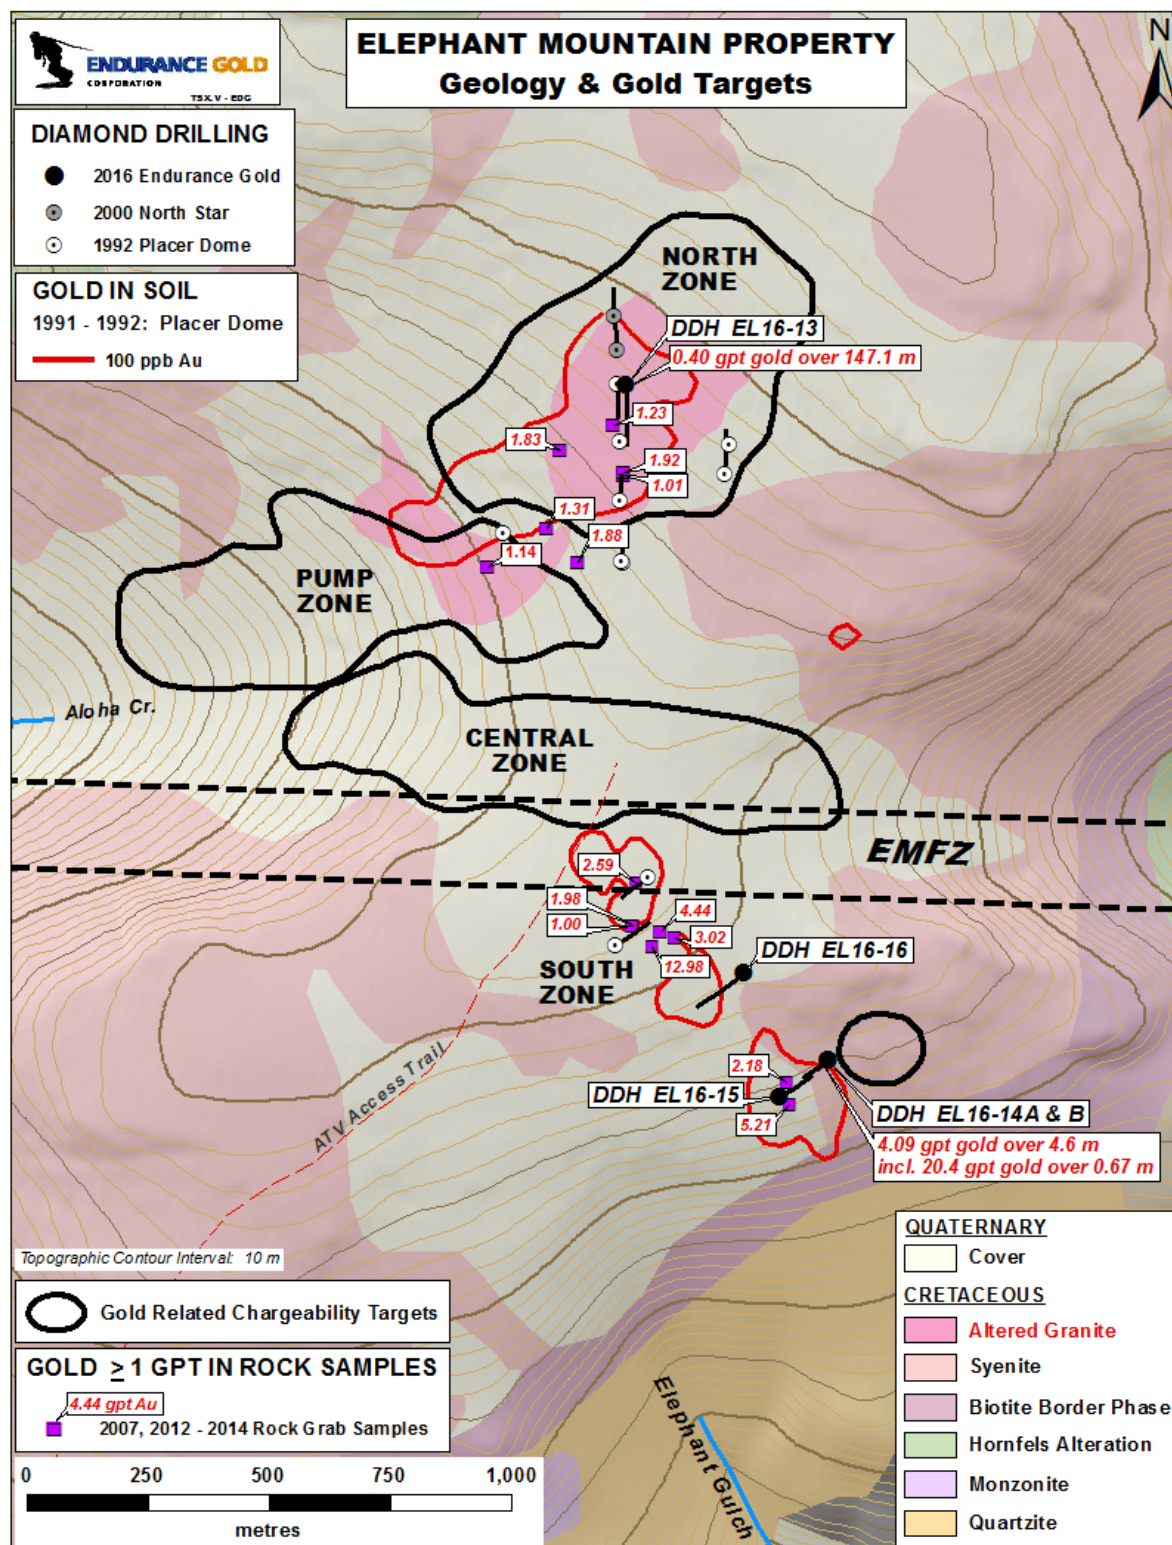 ELEPHANT MOUNTAIN PROPERTY
Geology & Gold Targets
N
ENDURANCE GOLD
CORPORATION
TSX.V - EDG
DIAMOND DRILLING
2016 Endurance Gold
2000 North Star
1992 Placer Dome
GOLD IN SOIL
1991 - 1992: Placer Dome
100 ppb Au
NORTH
ZONE
DDH EL16-13
0.40 gpt gold over 147.1 m
1.23
1.83
1.92
1.01
1.31
1.88
1.14
PUMP
ZONE
Aloha Cr.
CENTRAL
ZONE
EMFZ
2.59
1.98
1.00
4.44
3.02
12.98
DDH EL16-16
SOUTH
ZONE
ATV Access Trail
2.18
DDH EL16-15
5.21
DDH EL16-14A & B
4.09 gpt gold over 4.6 m
incl. 20.4 gpt gold over 0.67 m
Topographic Contour Interval: 10 m
Gold Related Chargeability Targets
GOLD ≥ 1 GPT IN ROCK SAMPLES
4.44 gpt Au
2007, 2012 - 2014 Rock Grab Samples
0 250 500 750 1,000
metres
Elephant Gulch
QUATERNARY
Cover
CRETACEOUS
Altered Granite
Syenite
Biotite Border Phase
Hornfels Alteration
Monzonite
Quartzite